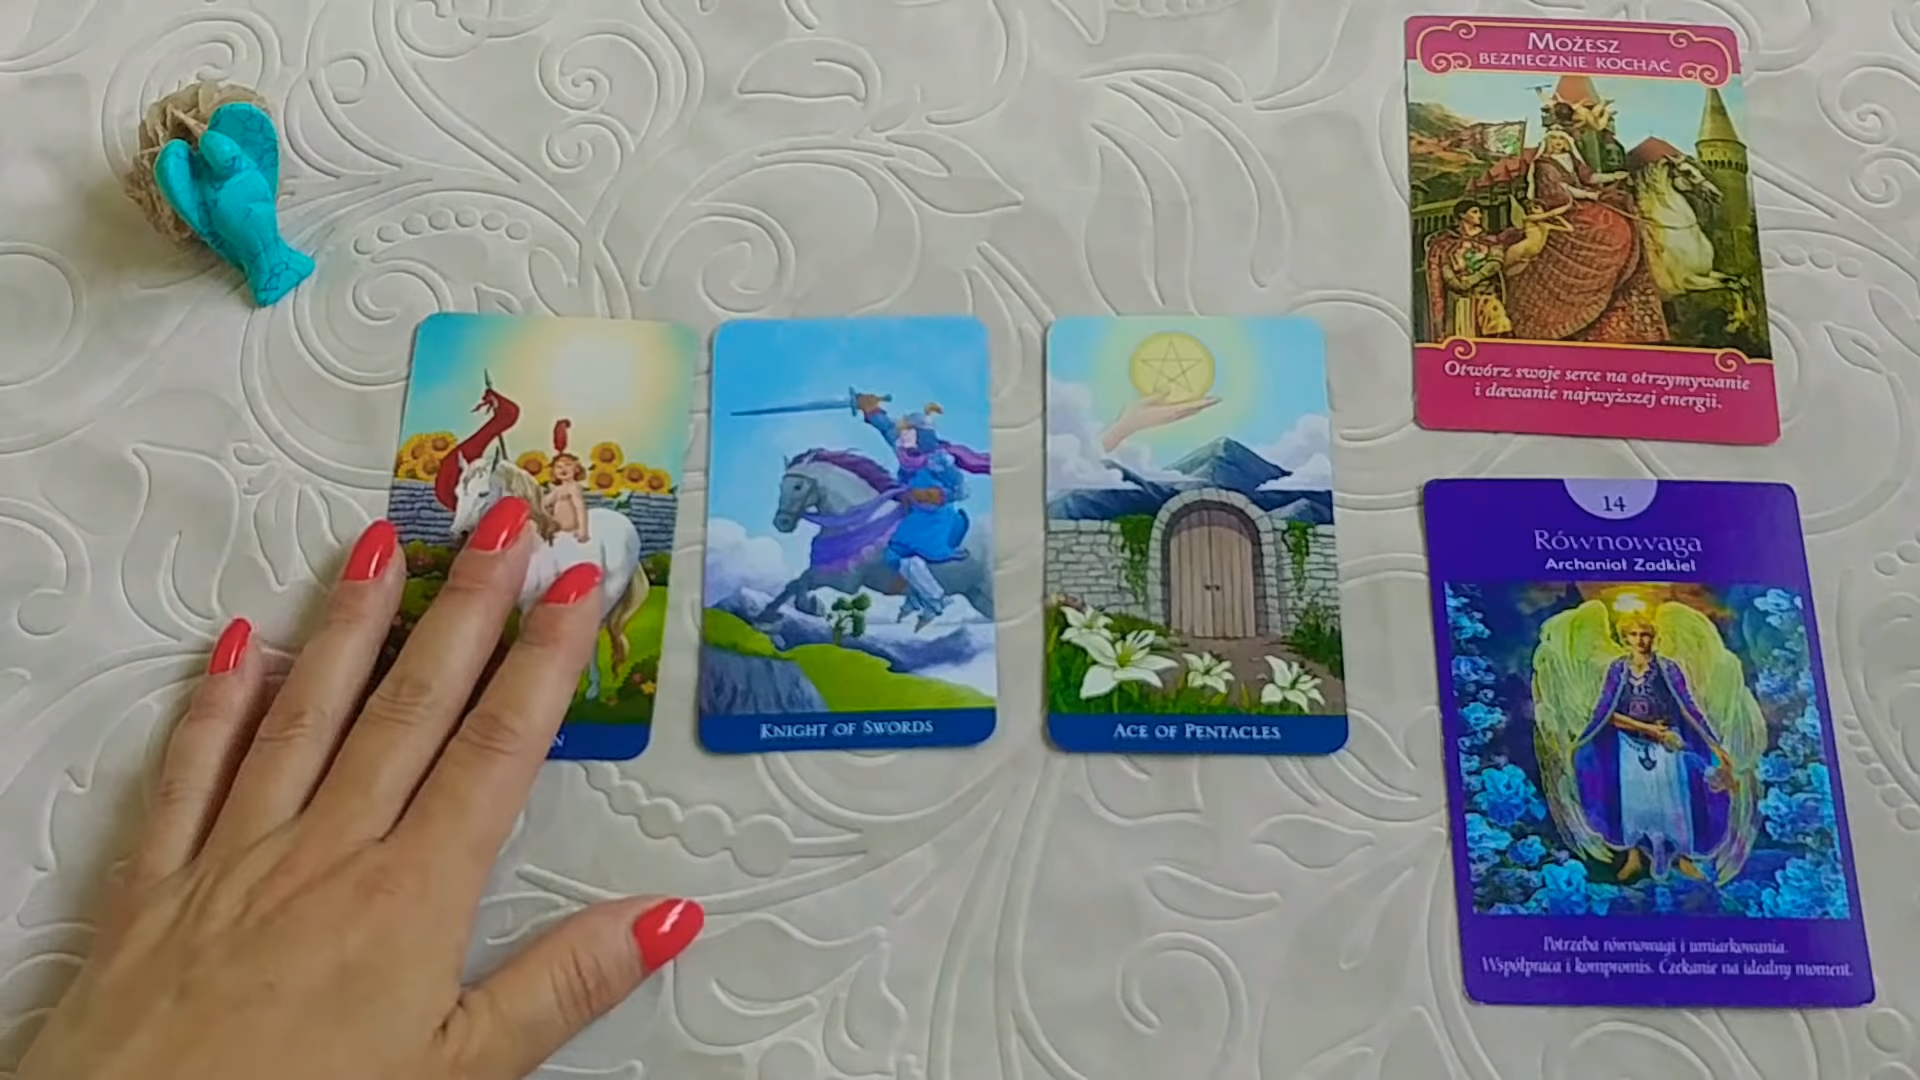 MOŻESZ
BEZPIECZNIE KOCHAĆ
Otwórz swoje serce na otrzymywanie
i dawanie najwyższej energii.
14
Równowaga
Archanioł Zadkiel
Potrzeba równowagi i umiarkowania.
Współpraca i kompromis. Czekanie na idealny moment.
N
KNIGHT OF SWORDS
ACE OF PENTACLES